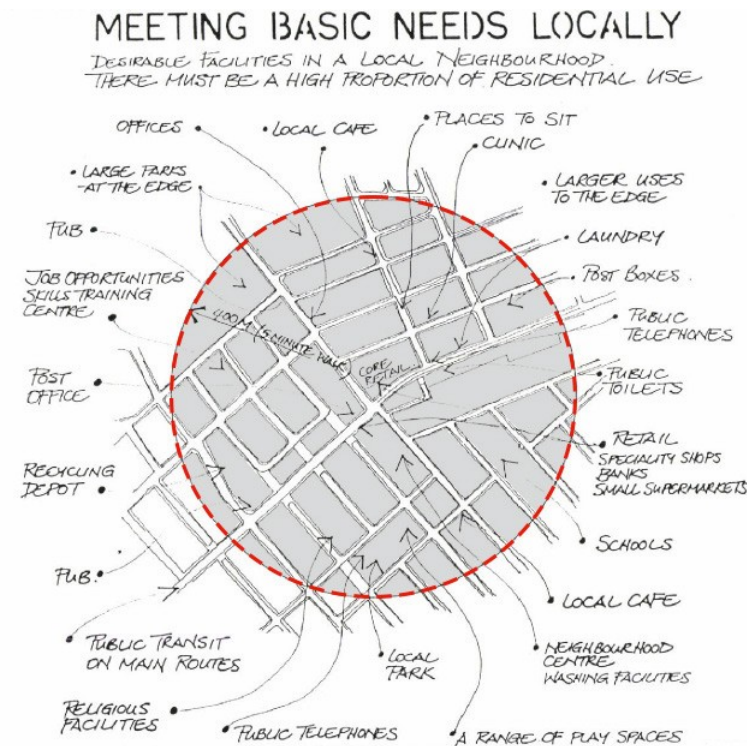 MEETING BASIC NEEDS LOCALLY
DESIRABLE FACILITIES IN A LOCAL NEIGHBOURHOOD.
THERE MUST BE A HIGH PROPORTION OF RESIDENTIAL USE
OFFICES
LOCAL CAFE
PLACES TO SIT
CLINIC
LARGE PARKS
AT THE EDGE
LARGER USES
TO THE EDGE
PUB
LAUNDRY
JOB OPPORTUNITIES
SKILLS TRAINING
CENTRE
POST BOXES.
400M /5 MINUTE WALK
PUBLIC
TELEPHONES
CORE
RETAIL
POST
OFFICE
PUBLIC
TOILETS
RETAIL
SPECIALITY SHOPS
BANKS
SMALL SUPERMARKETS
RECYCLING
DEPOT
SCHOOLS
PUB.
LOCAL CAFE
PUBLIC TRANSIT
ON MAIN ROUTES
LOCAL
PARK
NEIGHBOURHOOD
CENTRE
WASHING FACILITIES
RELIGIOUS
FACILITIES
PUBLIC TELEPHONES
A RANGE OF PLAY SPACES